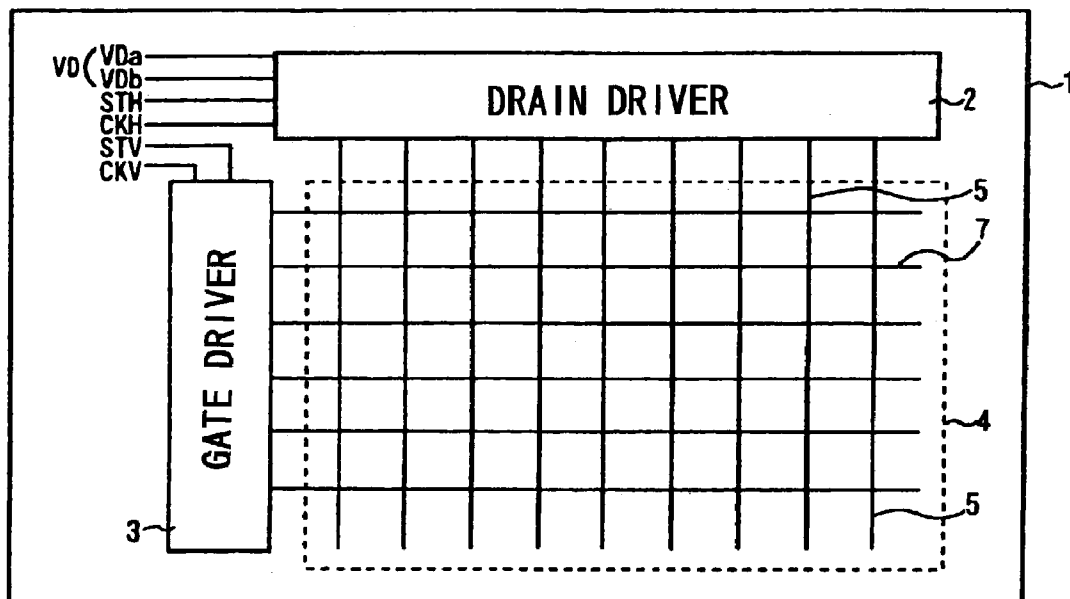 VD
VDa
VDb
STH
CKH
STV
CKV
DRAIN DRIVER
2
1
5
7
GATE DRIVER
4
3
5